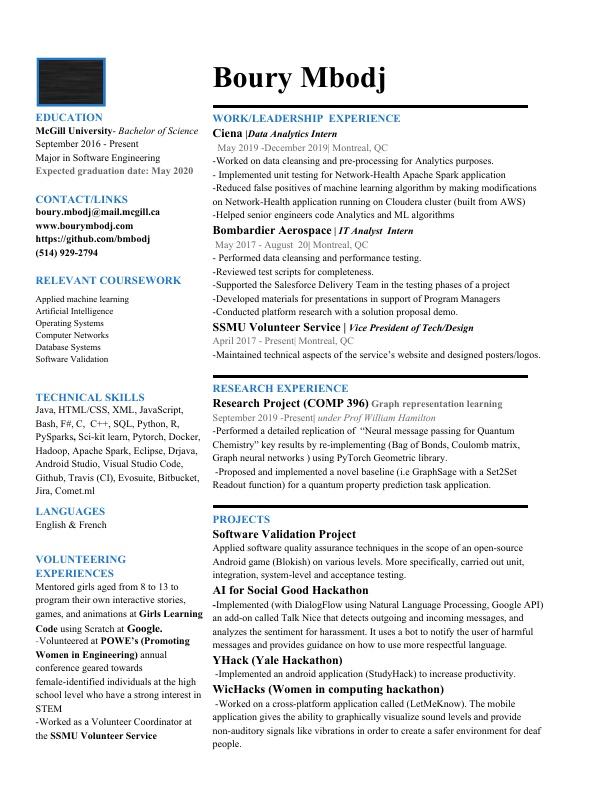 Boury Mbodj
EDUCATION
McGill University- Bachelor of Science
September 2016 - Present
Major in Software Engineering
Expected graduation date: May 2020
CONTACT/LINKS
boury.mbodj@mail.mcgill.ca
www.bourymbodj.com
https://github.com/bmbodj
(514) 929-2794
RELEVANT COURSEWORK
Applied machine learning
Artificial Intelligence
Operating Systems
Computer Networks
Database Systems
Software Validation
TECHNICAL SKILLS
Java, HTML/CSS, XML, JavaScript,
Bash, F#, C, C++, SQL, Python, R,
PySparks, Sci-kit learn, Pytorch, Docker,
Hadoop, Apache Spark, Eclipse, Drjava,
Android Studio, Visual Studio Code,
Github, Travis (CI), Evosuite, Bitbucket,
Jira, Comet.ml
LANGUAGES
English & French
VOLUNTEERING
EXPERIENCES
Mentored girls aged from 8 to 13 to
program their own interactive stories,
games, and animations at Girls Learning
Code using Scratch at Google.
-Volunteered at POWE's (Promoting
Women in Engineering) annual
conference geared towards
female-identified individuals at the high
school level who have a strong interest in
STEM
-Worked as a Volunteer Coordinator at
the SSMU Volunteer Service
WORK/LEADERSHIP EXPERIENCE
Ciena |Data Analytics Intern
May 2019 -December 2019| Montreal, QC
-Worked on data cleansing and pre-processing for Analytics purposes.
- Implemented unit testing for Network-Health Apache Spark application
-Reduced false positives of machine learning algorithm by making modifications
on Network-Health application running on Cloudera cluster (built from AWS)
-Helped senior engineers code Analytics and ML algorithms
Bombardier Aerospace | IT Analyst Intern
May 2017 - August 20| Montreal, QC
- Performed data cleansing and performance testing.
-Reviewed test scripts for completeness.
-Supported the Salesforce Delivery Team in the testing phases of a project
-Developed materials for presentations in support of Program Managers
-Conducted platform research with a solution proposal demo.
SSMU Volunteer Service | Vice President of Tech/Design
April 2017 - Present| Montreal, QC
-Maintained technical aspects of the service's website and designed posters/logos.
RESEARCH EXPERIENCE
Research Project (COMP 396) Graph representation learning
September 2019 -Present| under Prof William Hamilton
-Performed a detailed replication of "Neural message passing for Quantum
Chemistry" key results by re-implementing (Bag of Bonds, Coulomb matrix,
Graph neural networks ) using PyTorch Geometric library.
-Proposed and implemented a novel baseline (i.e GraphSage with a Set2Set
Readout function) for a quantum property prediction task application.
PROJECTS
Software Validation Project
Applied software quality assurance techniques in the scope of an open-source
Android game (Blokish) on various levels. More specifically, carried out unit,
integration, system-level and acceptance testing.
AI for Social Good Hackathon
-Implemented (with DialogFlow using Natural Language Processing, Google API)
an add-on called Talk Nice that detects outgoing and incoming messages, and
analyzes the sentiment for harassment. It uses a bot to notify the user of harmful
messages and provides guidance on how to use more respectful language.
YHack (Yale Hackathon)
-Implemented an android application (StudyHack) to increase productivity.
WicHacks (Women in computing hackathon)
-Worked on a cross-platform application called (LetMeKnow). The mobile
application gives the ability to graphically visualize sound levels and provide
non-auditory signals like vibrations in order to create a safer environment for deaf
people.